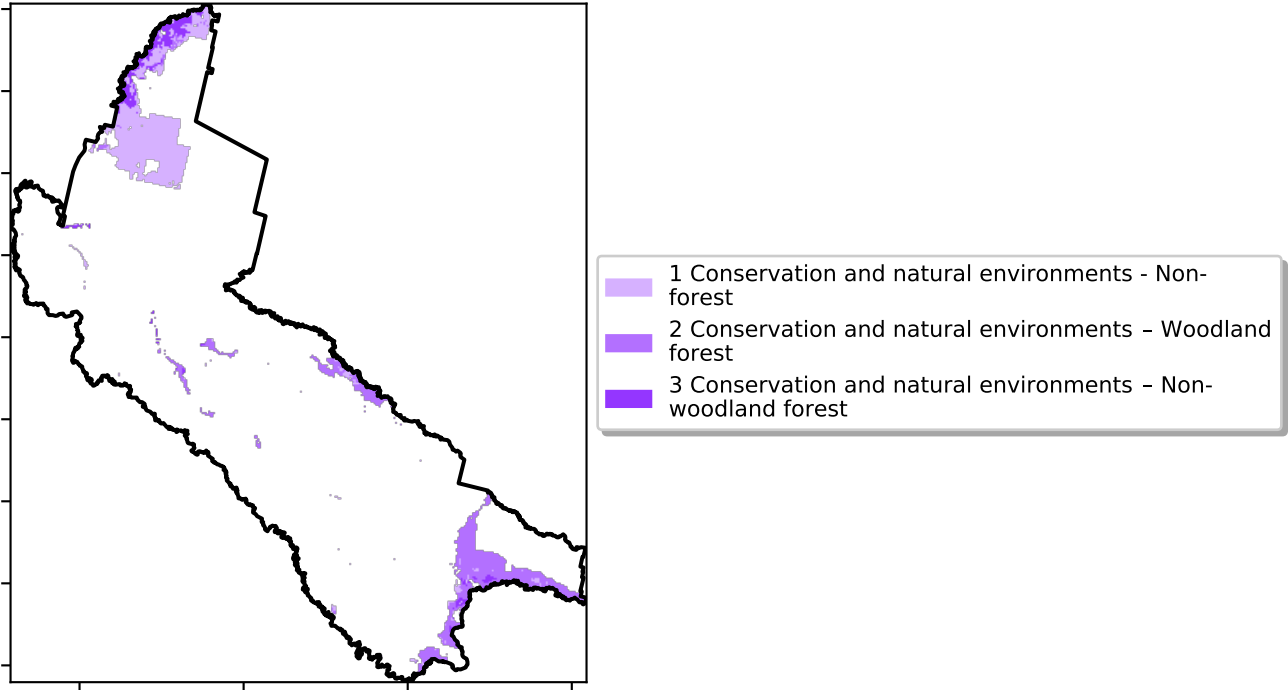 1 Conservation and natural environments - Non-
forest
2 Conservation and natural environments – Woodland
forest
3 Conservation and natural environments – Non-
woodland forest